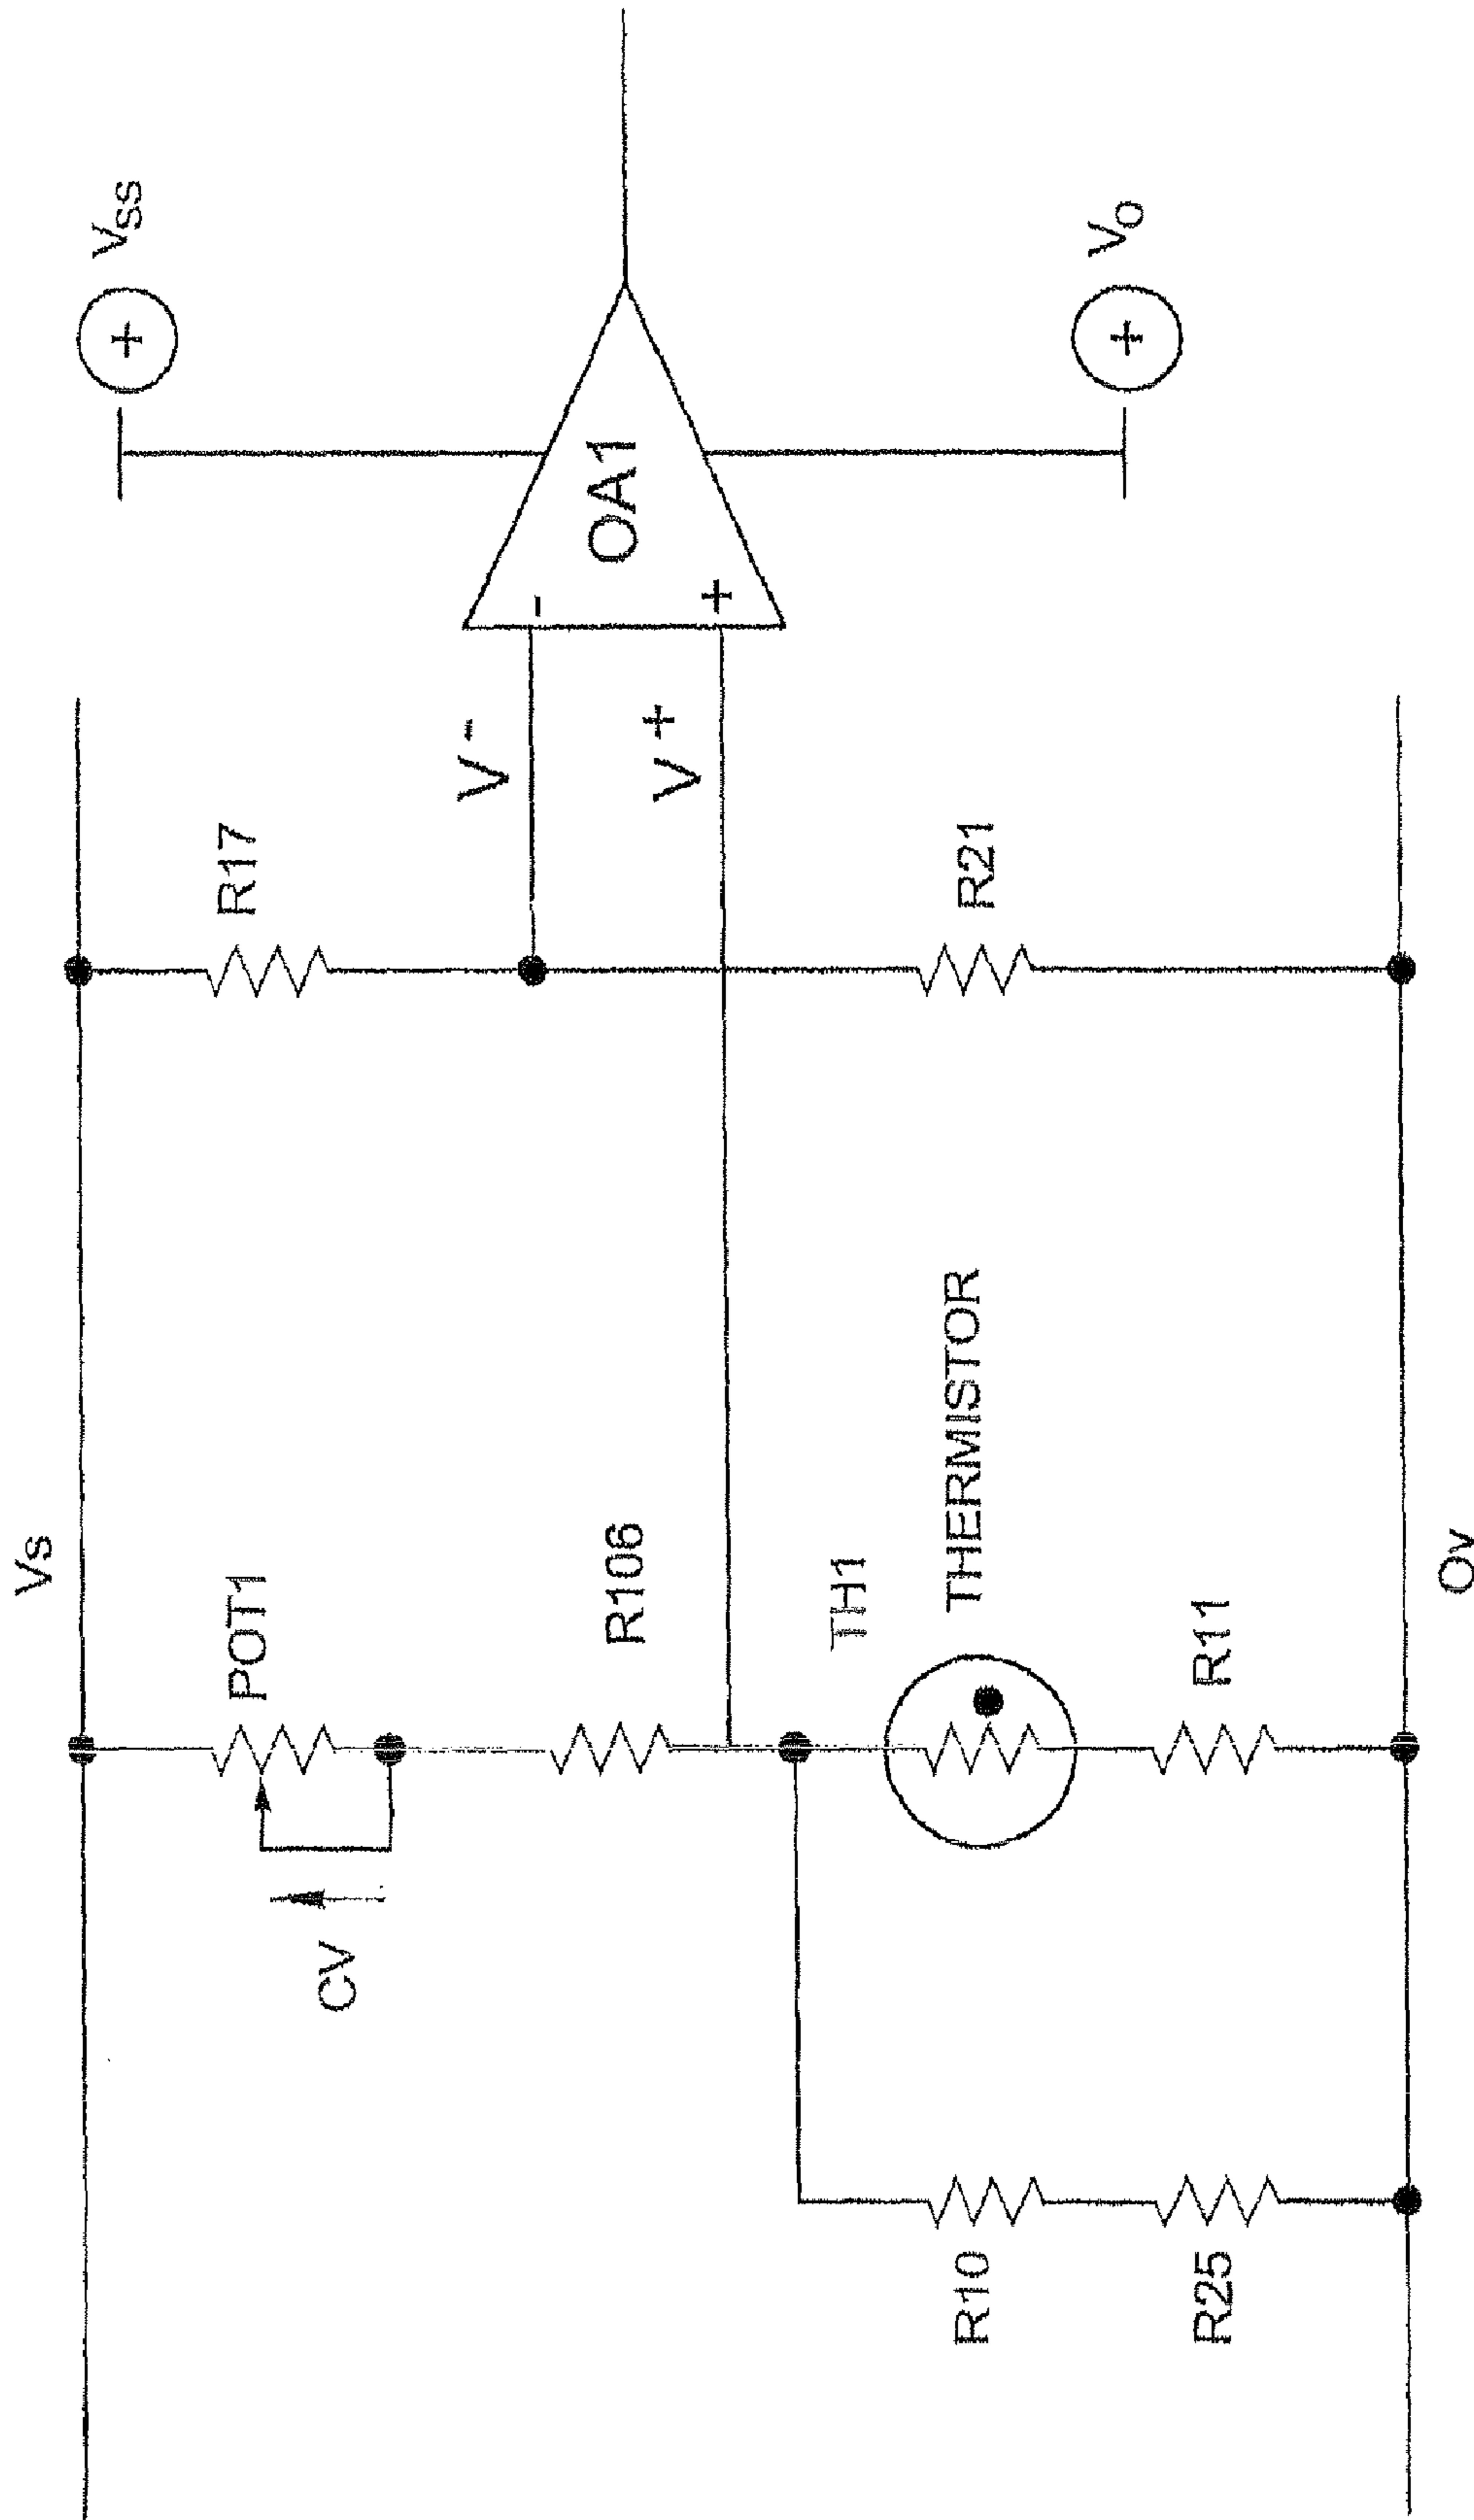 Vs
POT1
CV
R106
TH1
THERMISTOR
R11
R10
R25
Ov
R17
R21
V-
V+
-
+
OA1
+
VSS
+
VO